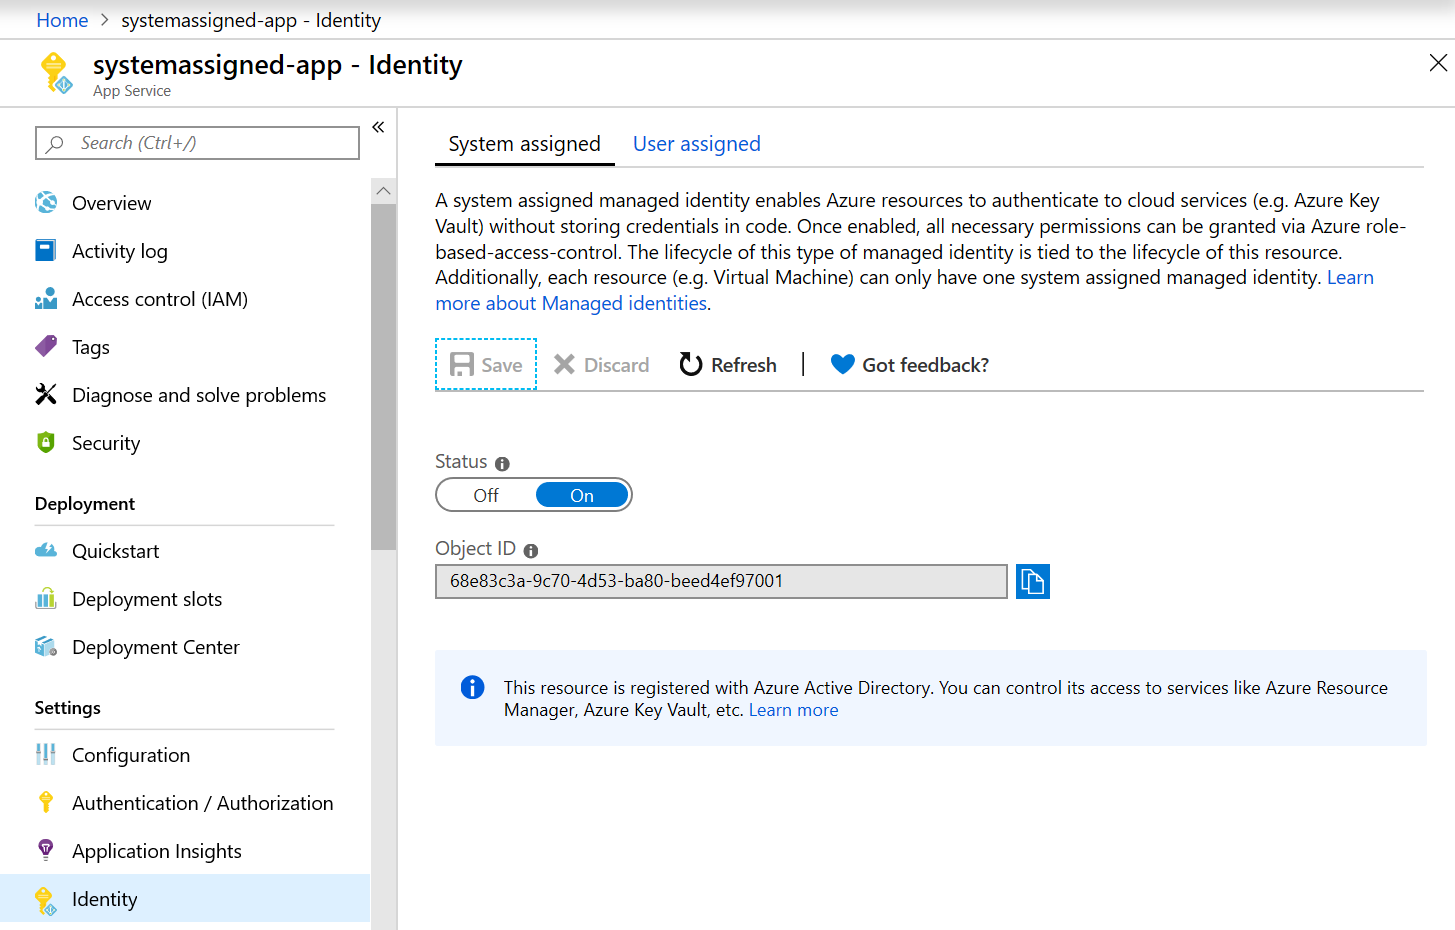 Home > systemassigned-app - Identity
systemassigned-app - Identity
App Service
Search (Ctrl+/)
«
Overview
Activity log
Access control (IAM)
Tags
Diagnose and solve problems
Security
Deployment
Quickstart
Deployment slots
Deployment Center
Settings
Configuration
Authentication / Authorization
Application Insights
Identity
System assigned User assigned
A system assigned managed identity enables Azure resources to authenticate to cloud services (e.g. Azure Key
Vault) without storing credentials in code. Once enabled, all necessary permissions can be granted via Azure role-
based-access-control. The lifecycle of this type of managed identity is tied to the lifecycle of this resource.
Additionally, each resource (e.g. Virtual Machine) can only have one system assigned managed identity. Learn
more about Managed identities.
Save Discard Refresh | Got feedback?
Status
Off On
Object ID
68e83c3a-9c70-4d53-ba80-beed4ef97001
This resource is registered with Azure Active Directory. You can control its access to services like Azure Resource
Manager, Azure Key Vault, etc. Learn more